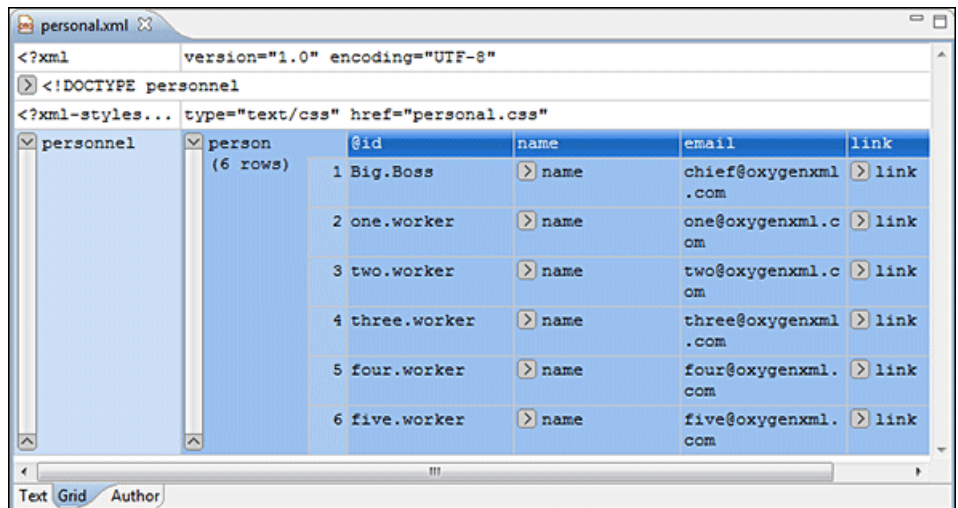 personal.xml
<?xml version="1.0" encoding="UTF-8"
<!DOCTYPE personnel
<?xml-styles... type="text/css" href="personal.css"
personnel person @id name email link
(6 rows) 1 Big.Boss name chief@oxygenxml link
.com
2 one.worker name one@oxygenxml.c link
om
3 two.worker name two@oxygenxml.c link
om
4 three.worker name three@oxygenxml link
.com
5 four.worker name four@oxygenxml. link
com
6 five.worker name five@oxygenxml. link
com
Text Grid Author